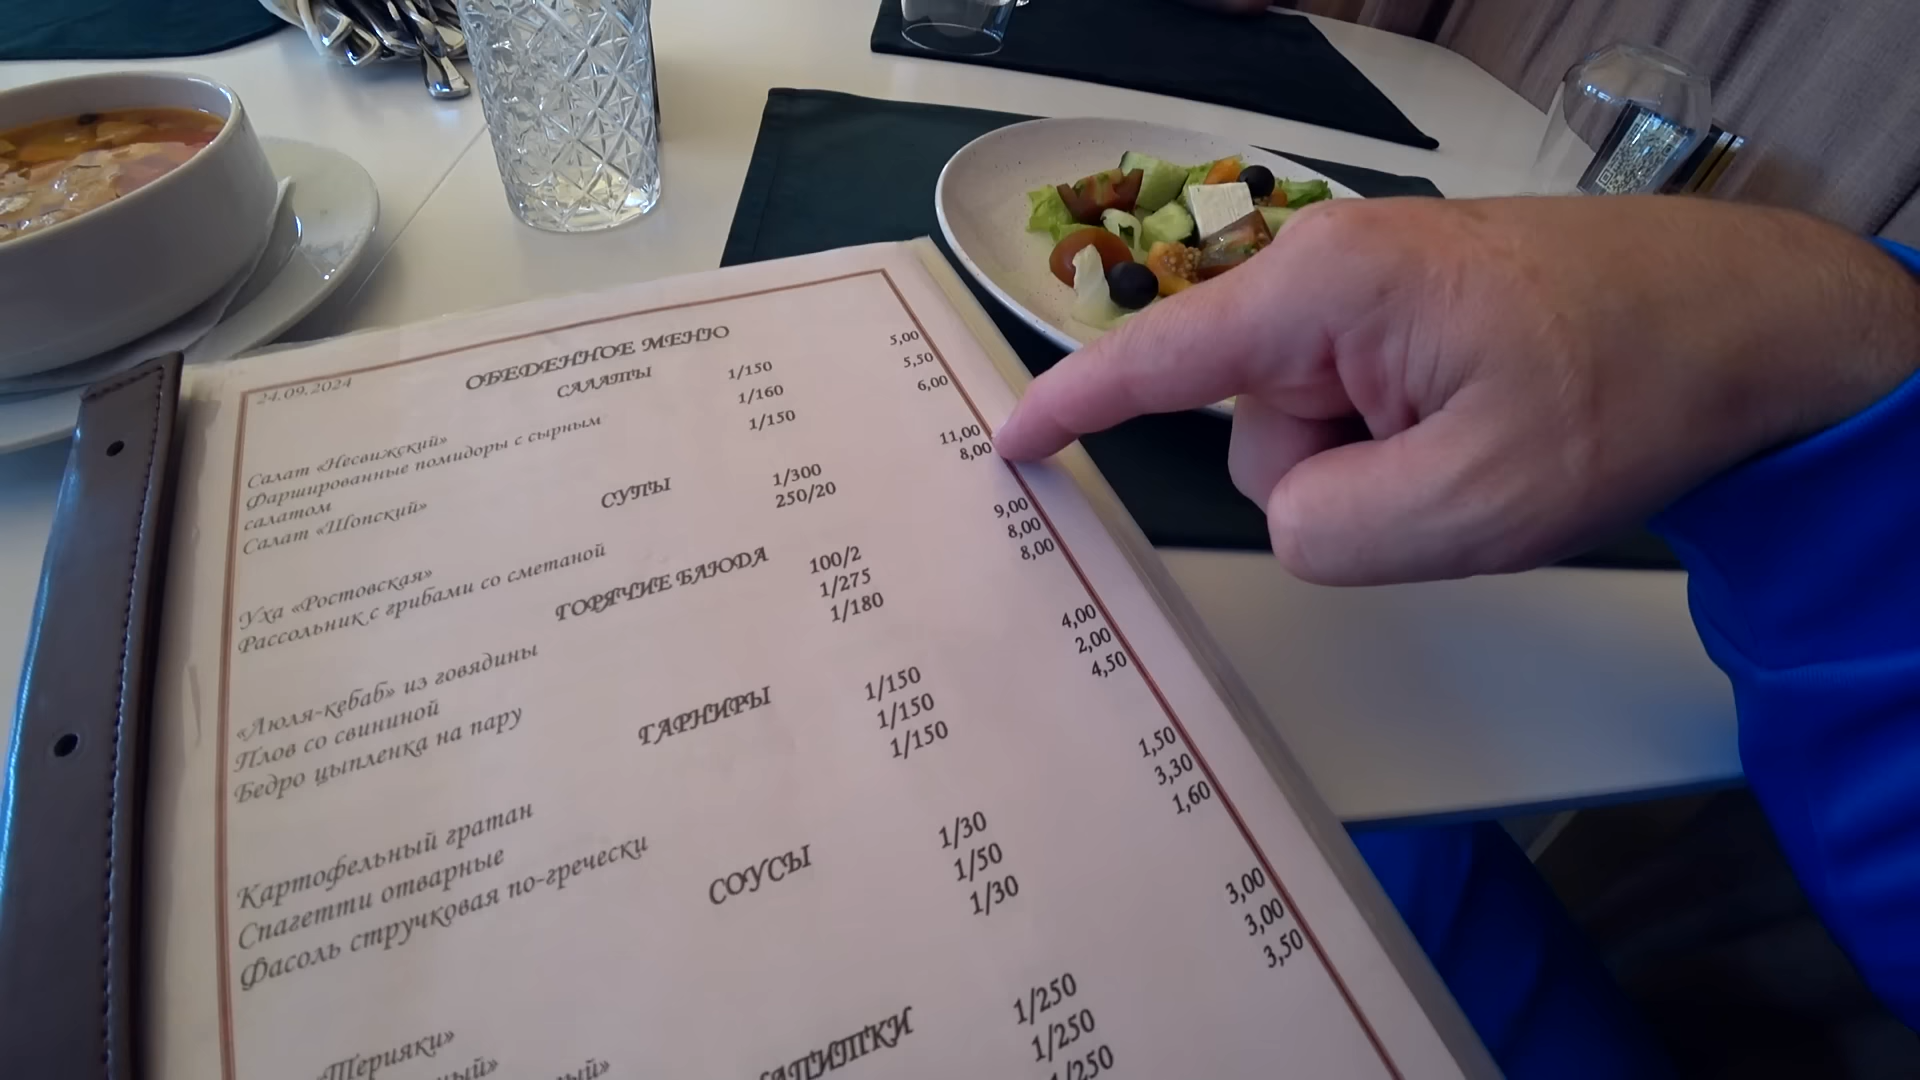 24.09.2024
ОБЕДЕННОЕ МЕНЮ
САЛАТЫ
Салат «Несвижский» 1/150 5,00
Фаршированные помидоры с сырным 1/160 5,50
салатом
Салат «Шопский» 1/150 6,00
СУПЫ
Уха «Ростовская» 1/300 11,00
Рассольник с грибами со сметаной 250/20 8,00
ГОРЯЧИЕ БЛЮДА
«Люля-кебаб» из говядины 100/2 9,00
Плов со свининой 1/275 8,00
Бедро цыпленка на пару 1/180 8,00
ГАРНИРЫ
Картофельный гратан 1/150 4,00
Спагетти отварные 1/150 2,00
Фасоль стручковая по-гречески 1/150 4,50
СОУСЫ
«Терияки» 1/30 1,50
1/50 3,30
1/30 1,60
1/250 3,00
1/250 3,00
1/250 3,50